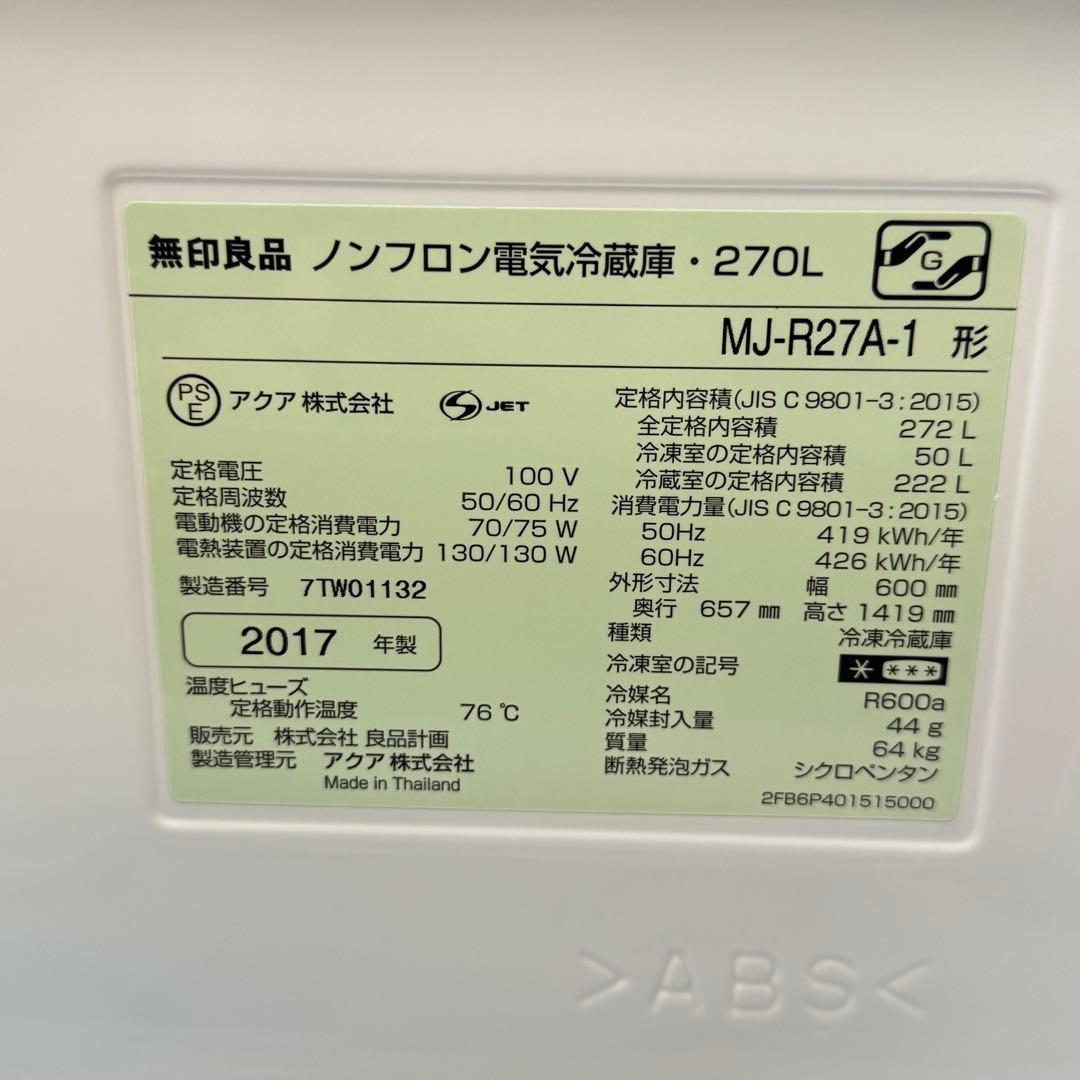 無印良品 ノンフロン電気冷蔵庫・270L
G
MJ-R27A-1 形
PS E アクア 株式会社 S JET
定格電圧 100 V
定格周波数 50/60 Hz
電動機の定格消費電力 70/75 W
電熱装置の定格消費電力 130/130 W
製造番号 7TW01132
2017 年製
温度ヒューズ
定格動作温度 76 ℃
販売元 株式会社 良品計画
製造管理元 アクア 株式会社
Made in Thailand
定格内容積(JIS C 9801-3:2015)
全定格内容積 272 L
冷凍室の定格内容積 50 L
冷蔵室の定格内容積 222 L
消費電力量(JIS C 9801-3:2015)
50Hz 419 kWh/年
60Hz 426 kWh/年
外形寸法 幅 600 ㎜
奥行 657 ㎜ 高さ 1419 ㎜
種類 冷凍冷蔵庫
冷凍室の記号 * ***
冷媒名 R600a
冷媒封入量 44 g
質量 64 kg
断熱発泡ガス シクロペンタン
2FB6P401515000
>ABS<